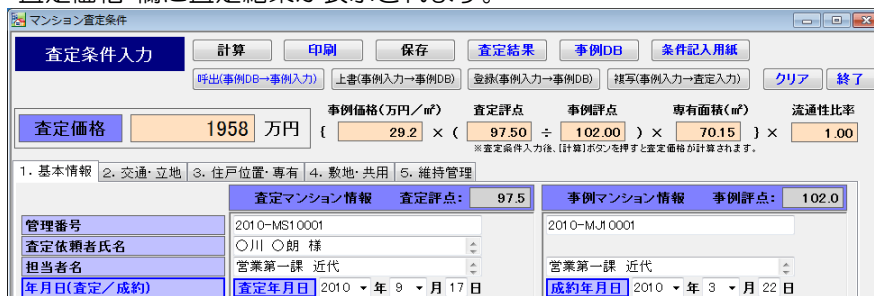 査定価格 欄に査定結果が表示されます。
マンション査定条件
査定条件入力 計算 印刷 保存 査定結果 事例DB 条件記入用紙
呼出(事例DB→事例入力) 上書(事例入力→事例DB) 登録(事例入力→事例DB) 複写(事例入力→査定入力) クリア 終了
事例価格(万円/㎡) 査定評点 事例評点 専有面積(㎡) 流通性比率
査定価格 1958 万円 { 29.2 × ( 97.50 ÷ 102.00 ) × 70.15 } × 1.00
※査定条件入力後、[計算]ボタンを押すと査定価格が計算されます。
1. 基本情報 2. 交通・立地 3. 住戸位置・専有 4. 敷地・共用 5. 維持管理
査定マンション情報 査定評点: 97.5 事例マンション情報 事例評点: 102.0
管理番号 2010-MS10001 2010-MJ10001
査定依頼者氏名 〇川 〇朗 様
担当者名 営業第一課 近代 営業第一課 近代
年月日(査定/成約) 査定年月日 2010 年 9 月 17 日 成約年月日 2010 年 3 月 22 日